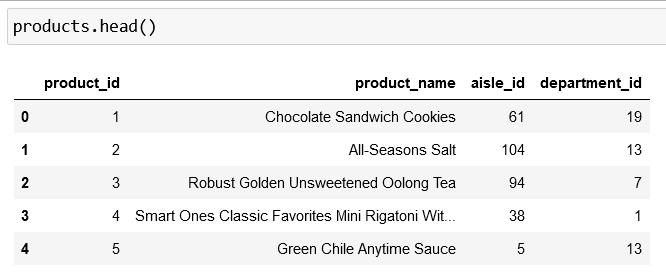 products.head()
product_id product_name aisle_id department_id
0 1 Chocolate Sandwich Cookies 61 19
1 2 All-Seasons Salt 104 13
2 3 Robust Golden Unsweetened Oolong Tea 94 7
3 4 Smart Ones Classic Favorites Mini Rigatoni Wit... 38 1
4 5 Green Chile Anytime Sauce 5 13